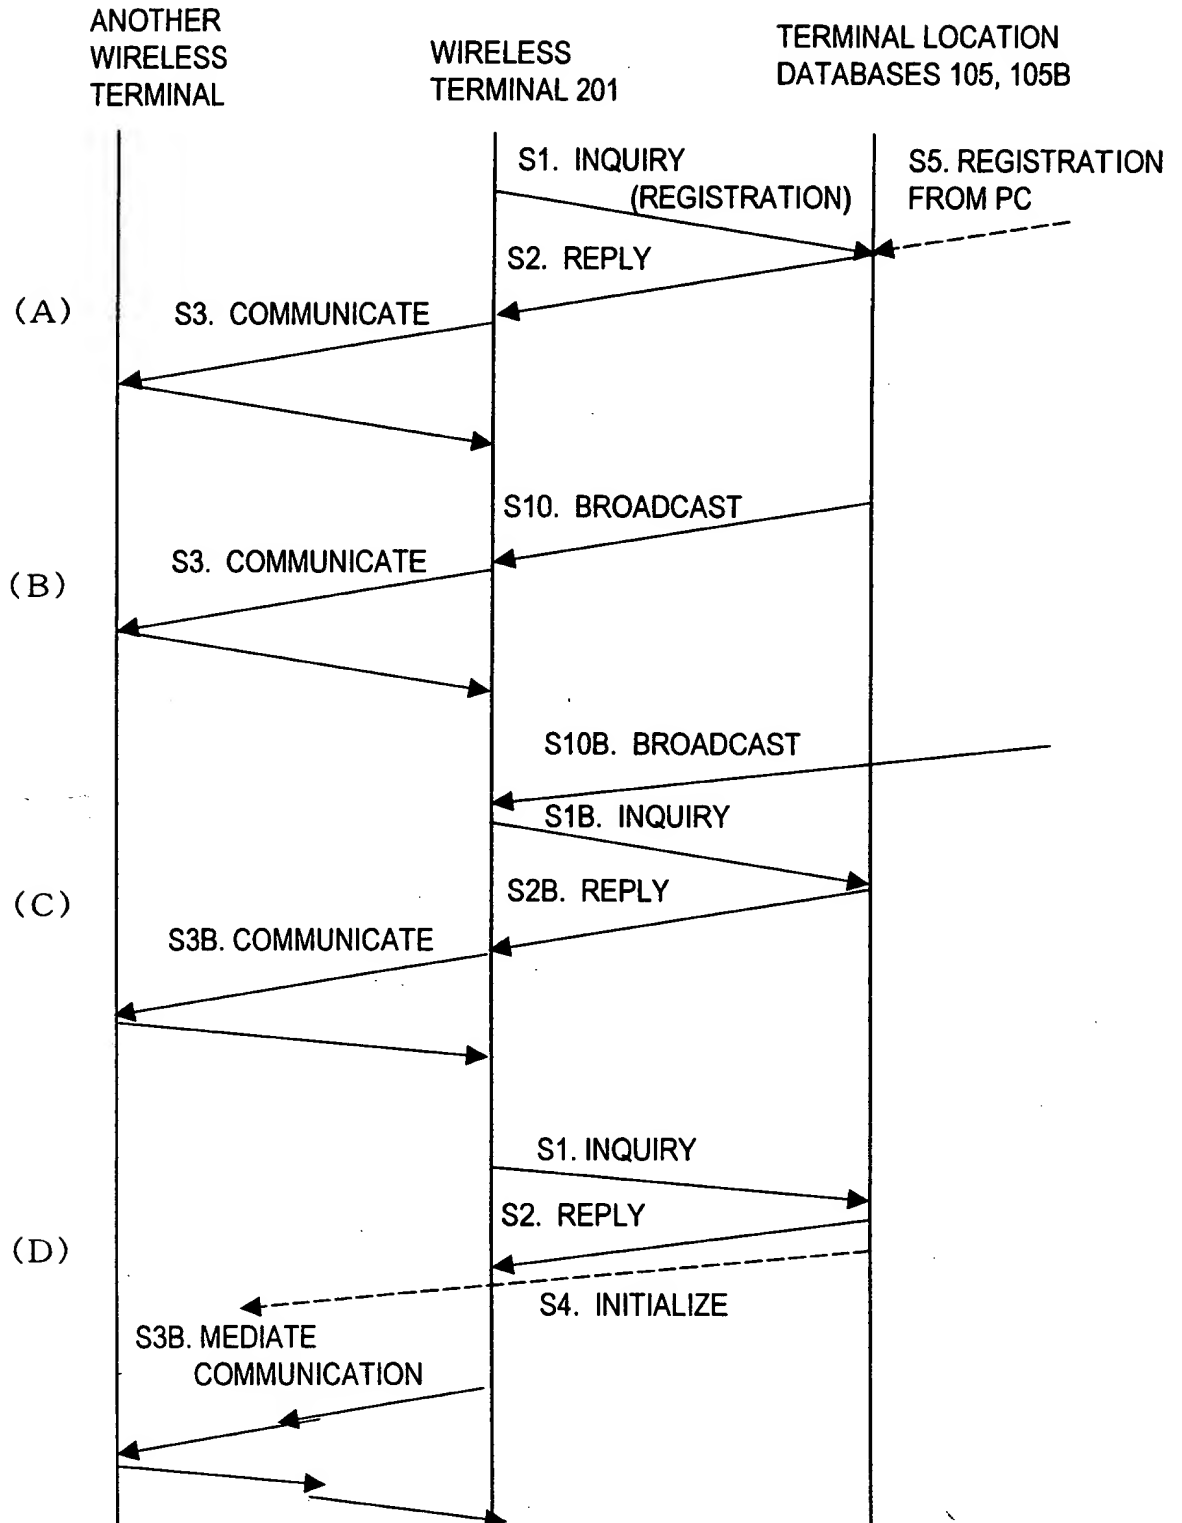 ANOTHER
WIRELESS
TERMINAL
WIRELESS
TERMINAL 201
TERMINAL LOCATION
DATABASES 105, 105B
S1. INQUIRY
(REGISTRATION)
S5. REGISTRATION
FROM PC
S2. REPLY
(A)
S3. COMMUNICATE
S10. BROADCAST
S3. COMMUNICATE
(B)
S10B. BROADCAST
S1B. INQUIRY
S2B. REPLY
(C)
S3B. COMMUNICATE
S1. INQUIRY
S2. REPLY
(D)
S4. INITIALIZE
S3B. MEDIATE
COMMUNICATION